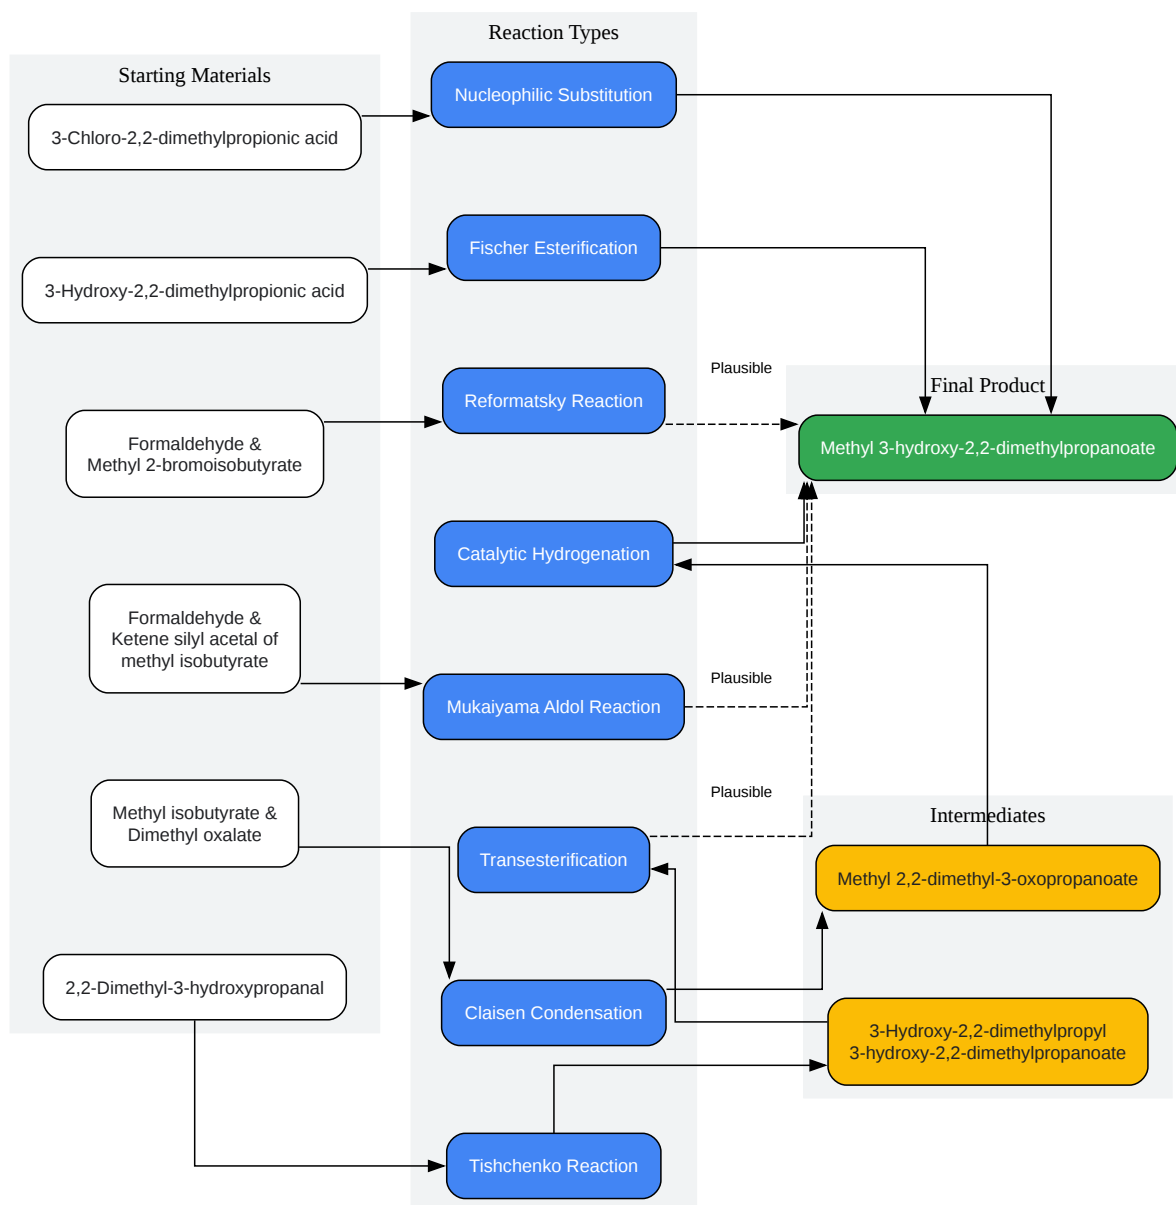 Reaction Types
Starting Materials
Nucleophilic Substitution
3-Chloro-2,2-dimethylpropionic acid
Fischer Esterification
3-Hydroxy-2,2-dimethylpropionic acid
Plausible
Final Product
Reformatsky Reaction
Formaldehyde &
Methyl 2-bromoisobutyrate
Methyl 3-hydroxy-2,2-dimethylpropanoate
Catalytic Hydrogenation
Formaldehyde &
Ketene silyl acetal of
methyl isobutyrate
Plausible
Mukaiyama Aldol Reaction
Plausible
Methyl isobutyrate &
Dimethyl oxalate
Intermediates
Transesterification
Methyl 2,2-dimethyl-3-oxopropanoate
2,2-Dimethyl-3-hydroxypropanal
Claisen Condensation
3-Hydroxy-2,2-dimethylpropyl
3-hydroxy-2,2-dimethylpropanoate
Tishchenko Reaction